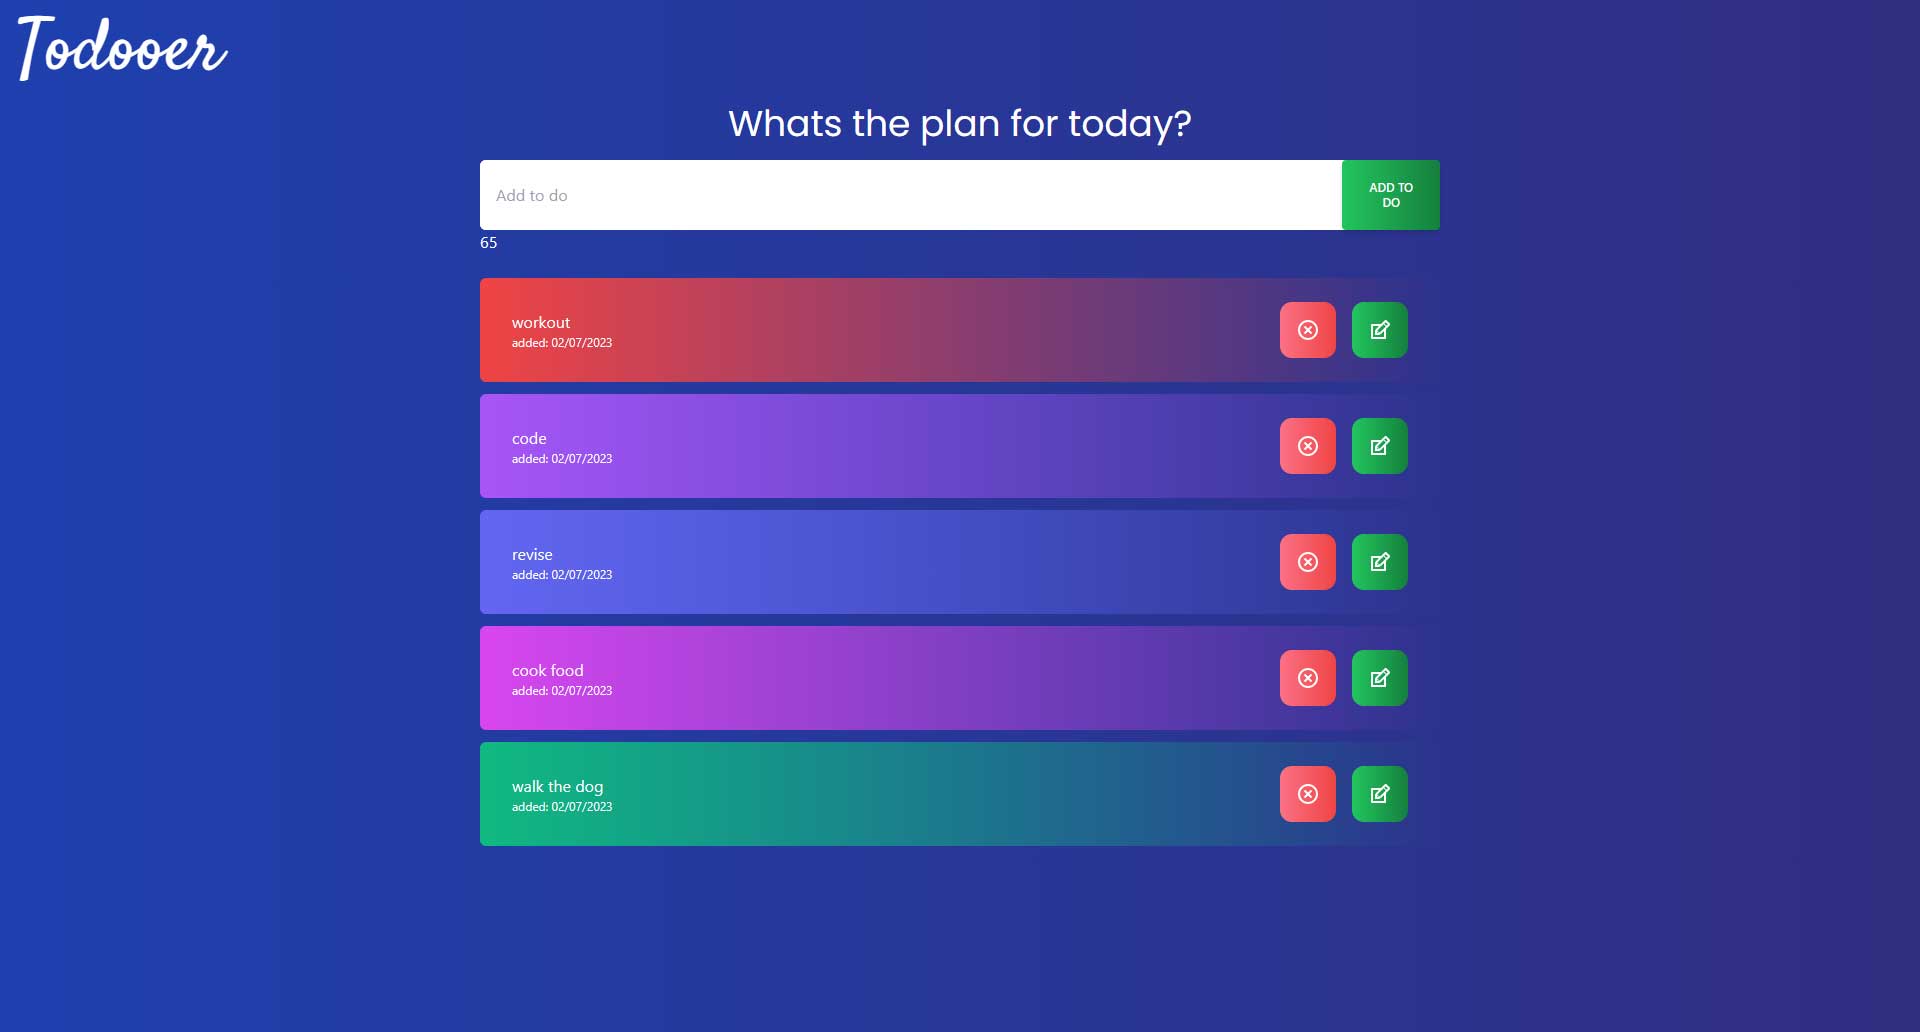 Todooer
Whats the plan for today?
Add to do
ADD TO
DO
65
workout
added: 02/07/2023
code
added: 02/07/2023
revise
added: 02/07/2023
cook food
added: 02/07/2023
walk the dog
added: 02/07/2023